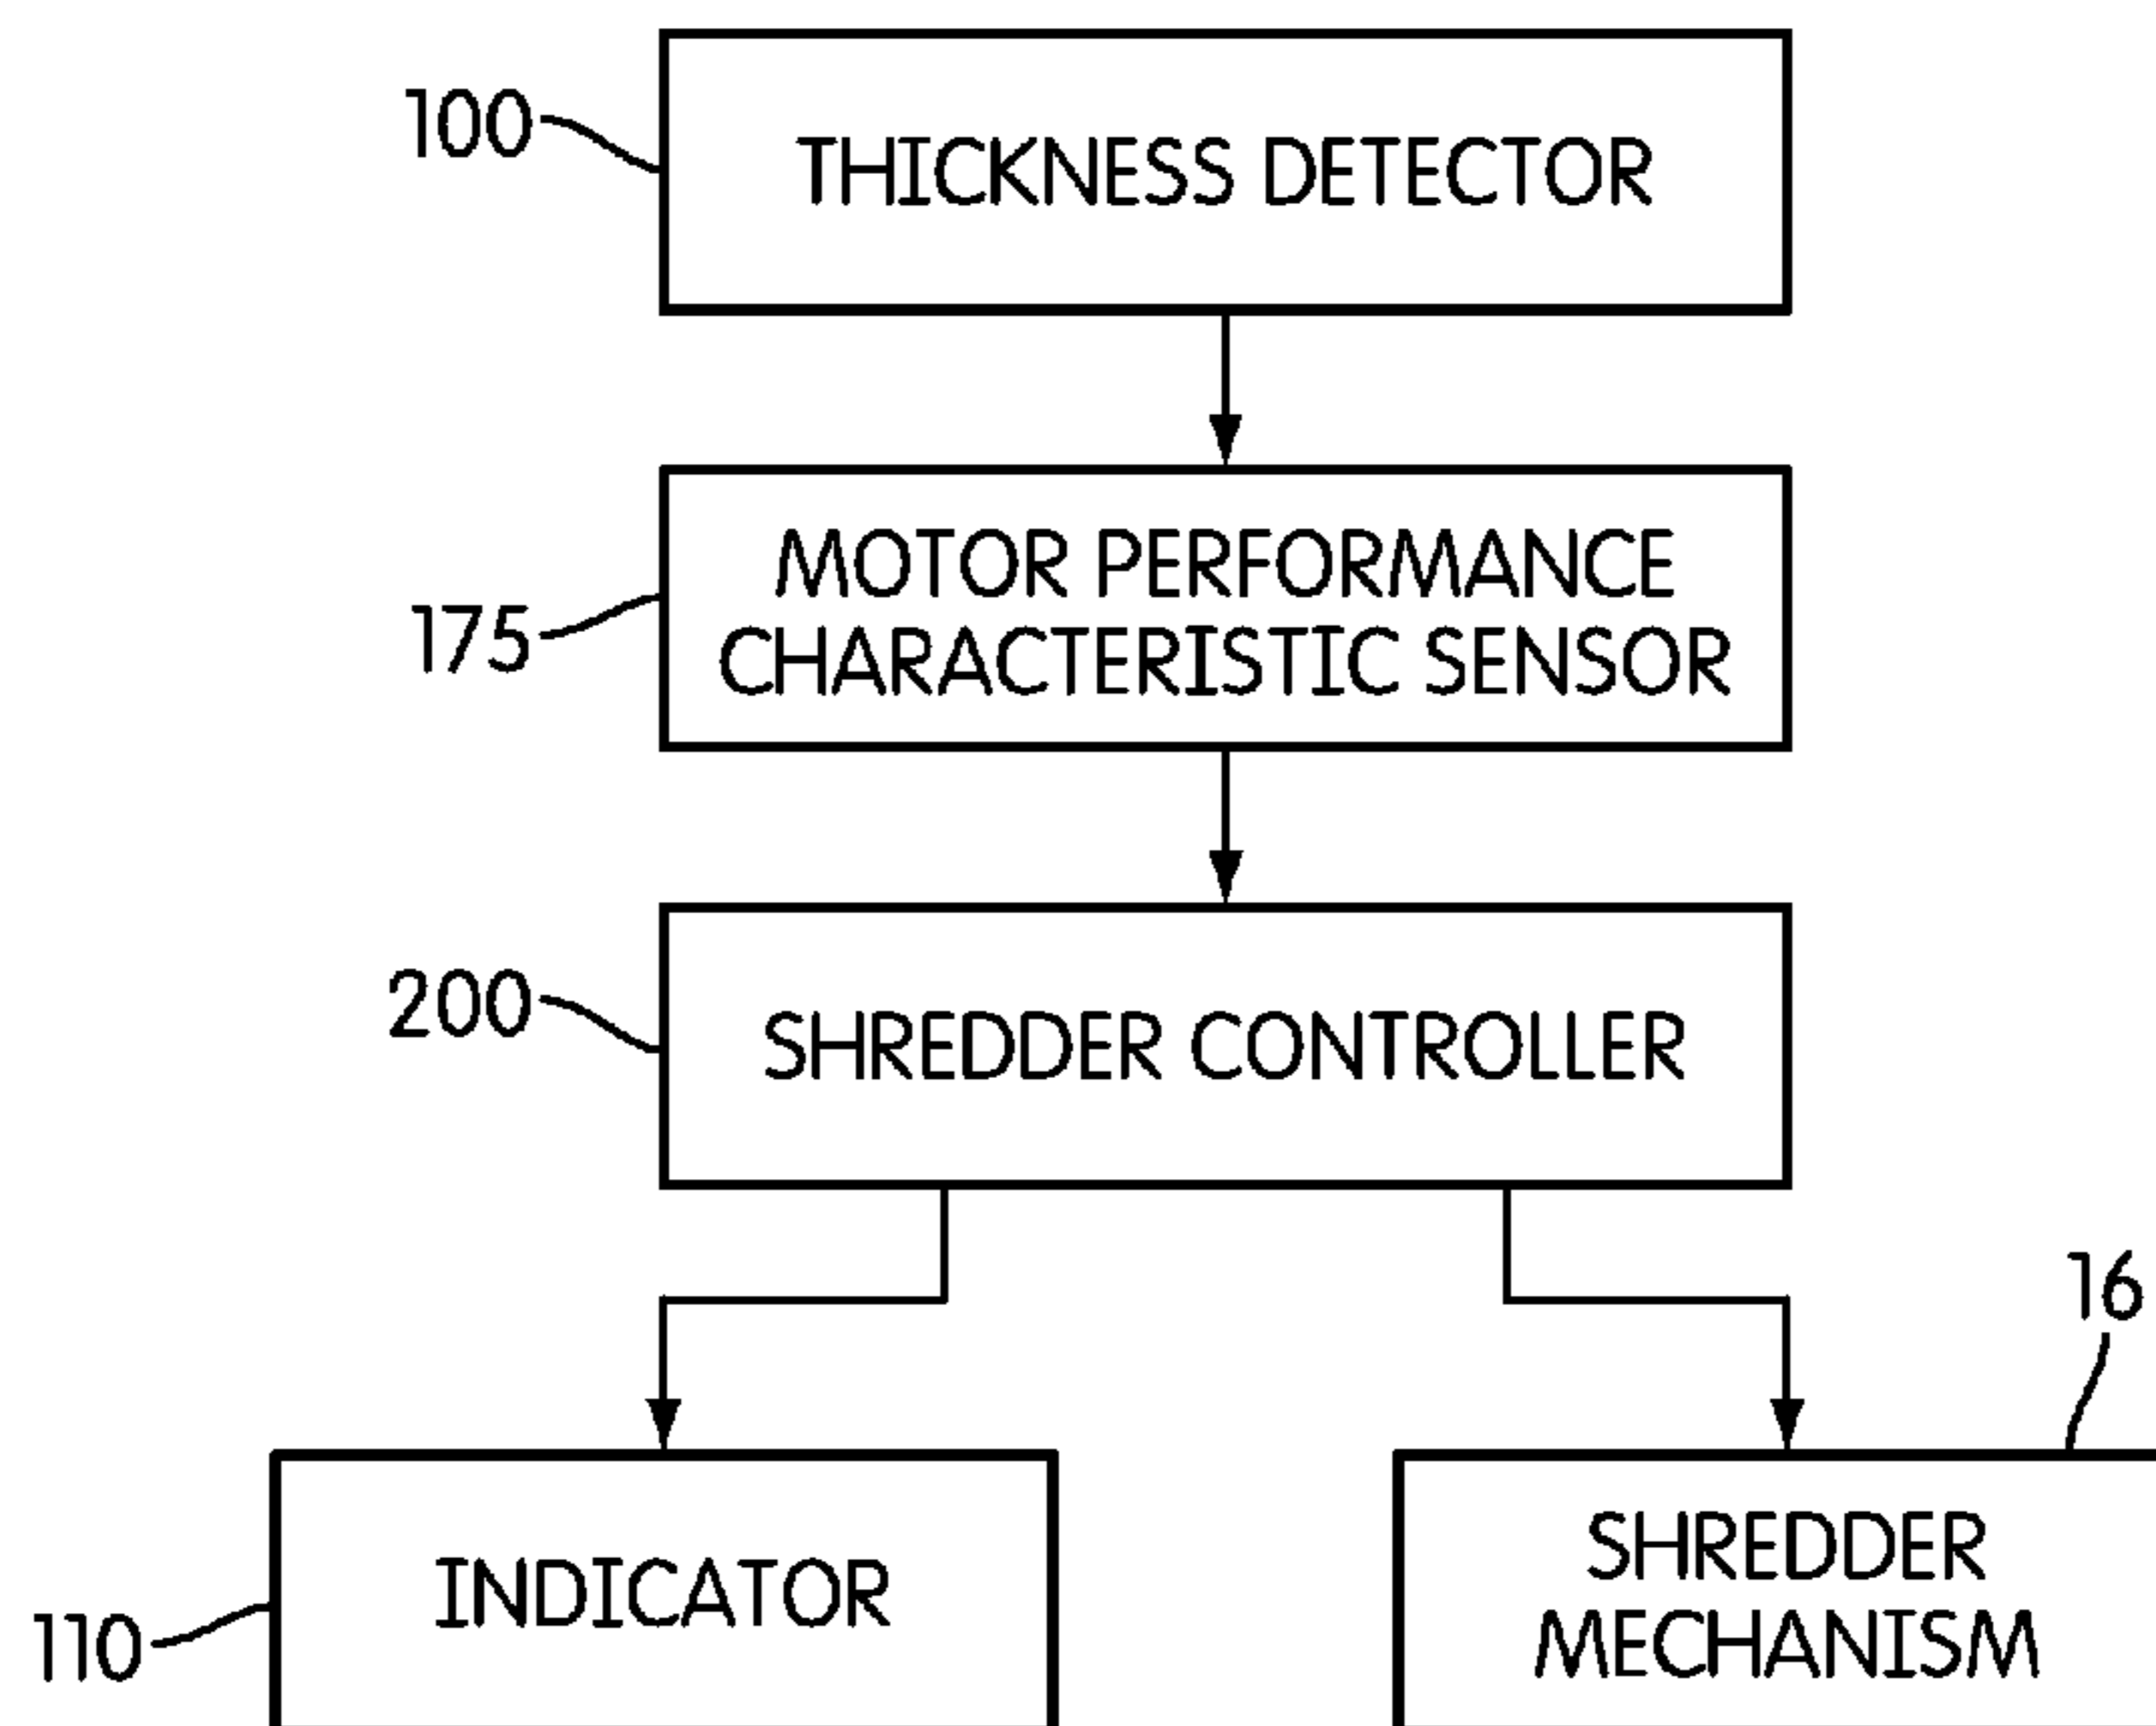 100
THICKNESS DETECTOR
175
MOTOR PERFORMANCE
CHARACTERISTIC SENSOR
200
SHREDDER CONTROLLER
16
110
INDICATOR
SHREDDER
MECHANISM